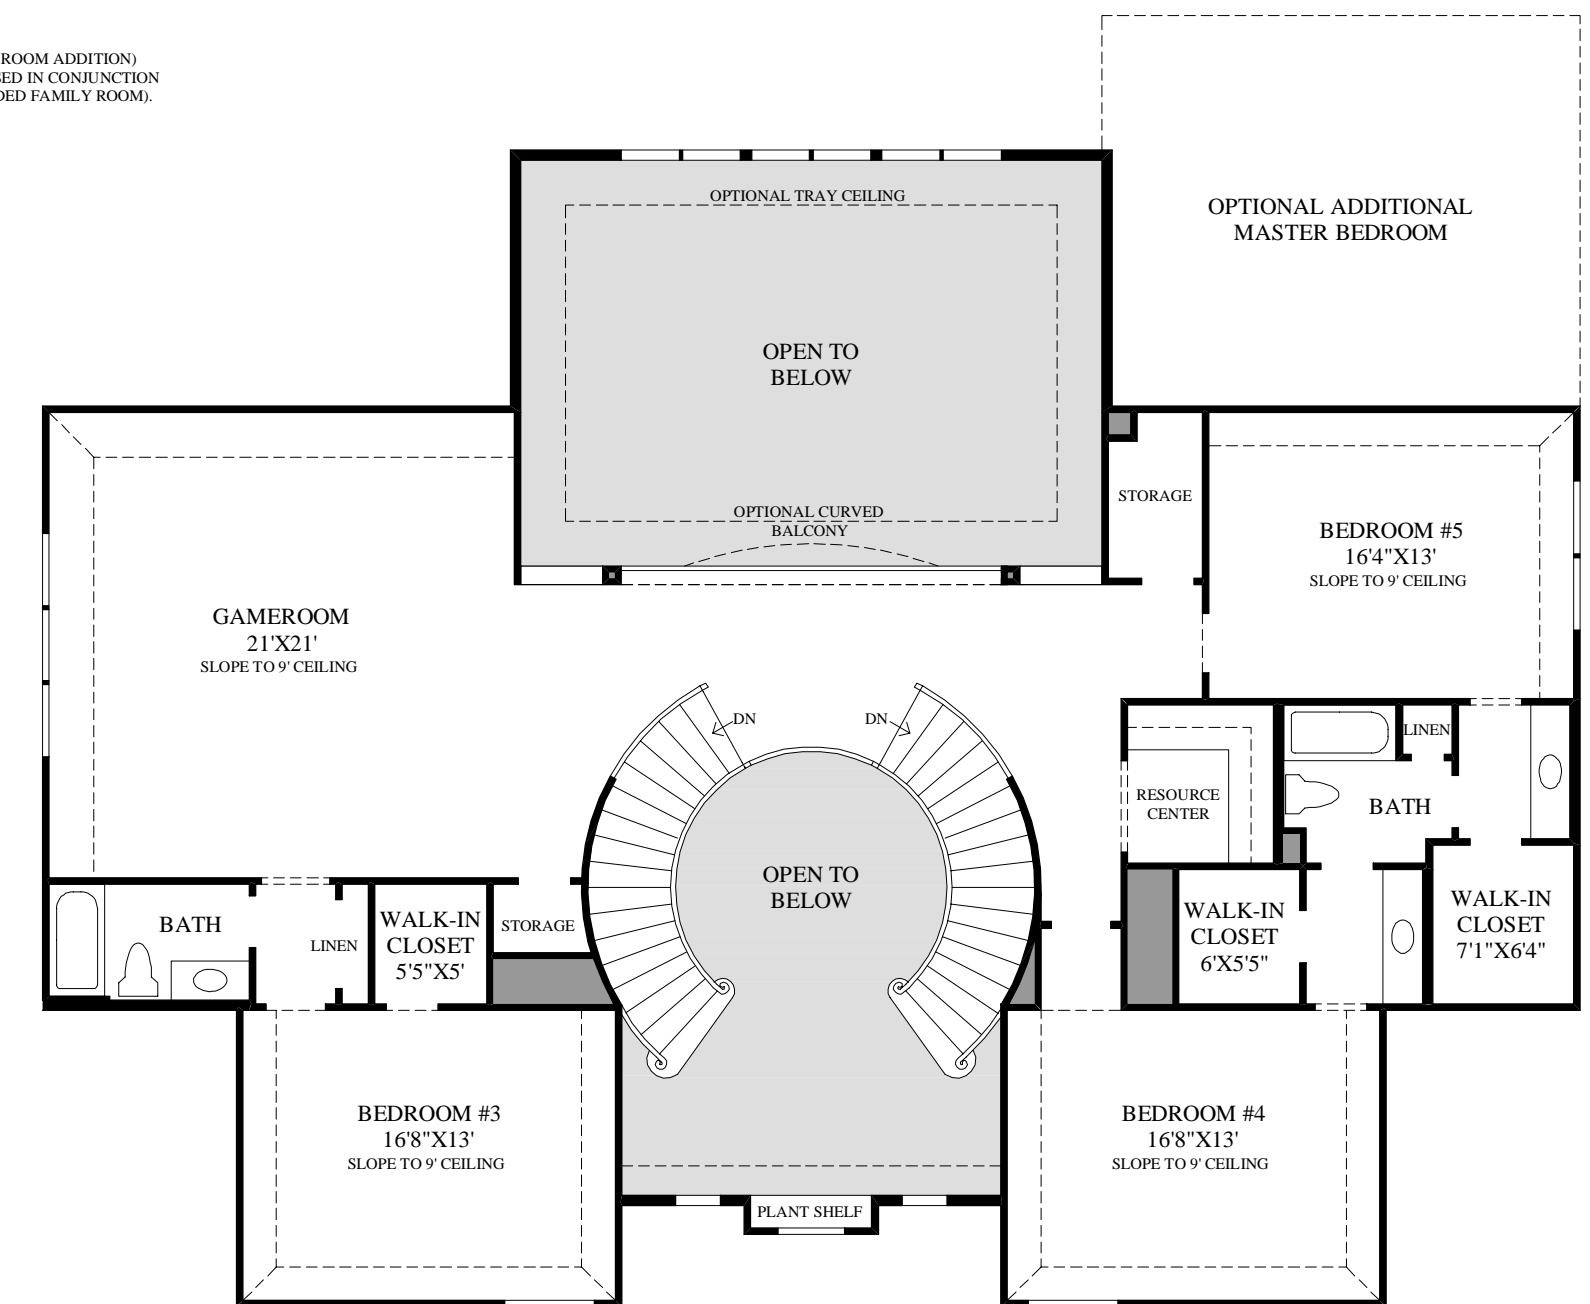 ROOM ADDITION)
IN CONJUNCTION
FAMILY ROOM).
OPTIONAL TRAY CEILING
OPTIONAL ADDITIONAL
MASTER BEDROOM
OPEN TO
BELOW
OPTIONAL CURVED
BALCONY
STORAGE
BEDROOM #5
16'4"X13'
SLOPE TO 9' CEILING
GAMEROOM
21'X21'
SLOPE TO 9' CEILING
DN
DN
LINEN
RESOURCE
CENTER
BATH
OPEN TO
BELOW
BATH
LINEN
WALK-IN
CLOSET
5'5"X5'
STORAGE
WALK-IN
CLOSET
6'X5'5"
WALK-IN
CLOSET
7'1"X6'4"
BEDROOM #3
16'8"X13'
SLOPE TO 9' CEILING
BEDROOM #4
16'8"X13'
SLOPE TO 9' CEILING
PLANT SHELF